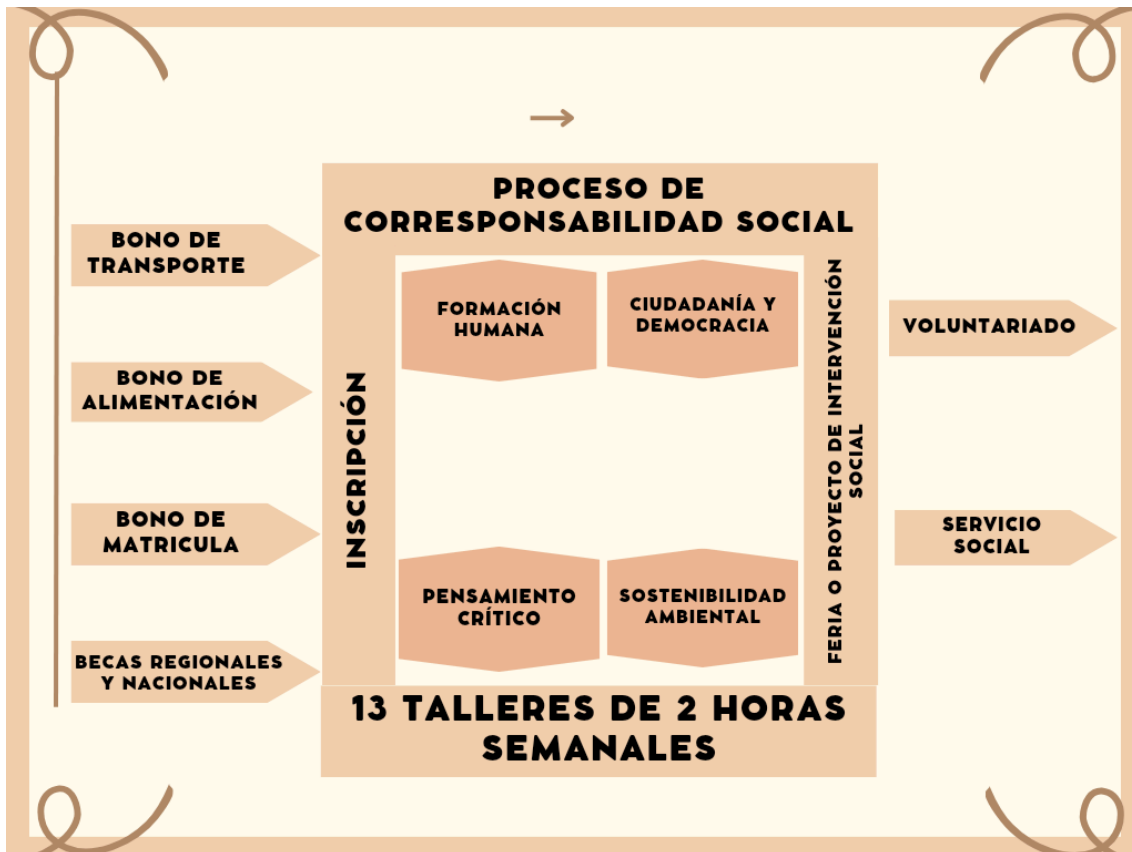 PROCESO DE
CORRESPONSABILIDAD SOCIAL
BONO DE
TRANSPORTE
BONO DE
ALIMENTACIÓN
BONO DE
MATRICULA
BECAS REGIONALES
Y NACIONALES
INSCRIPCIÓN
FORMACIÓN
HUMANA
CIUDADANÍA Y
DEMOCRACIA
PENSAMIENTO
CRÍTICO
SOSTENIBILIDAD
AMBIENTAL
FERIA O PROYECTO DE INTERVENCIÓN
SOCIAL
VOLUNTARIADO
SERVICIO
SOCIAL
13 TALLERES DE 2 HORAS
SEMANALES